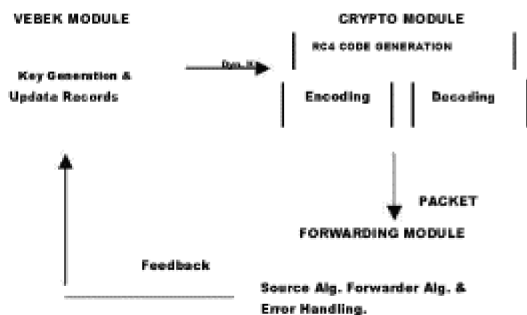 VEBEK MODULE
CRYPTO MODULE
RC4 CODE GENERATION
Key Generation &
Update Records
Encoding
Decoding
PACKET
FORWARDING MODULE
Feedback
Source Alg. Forwarder Alg. &
Error Handling.